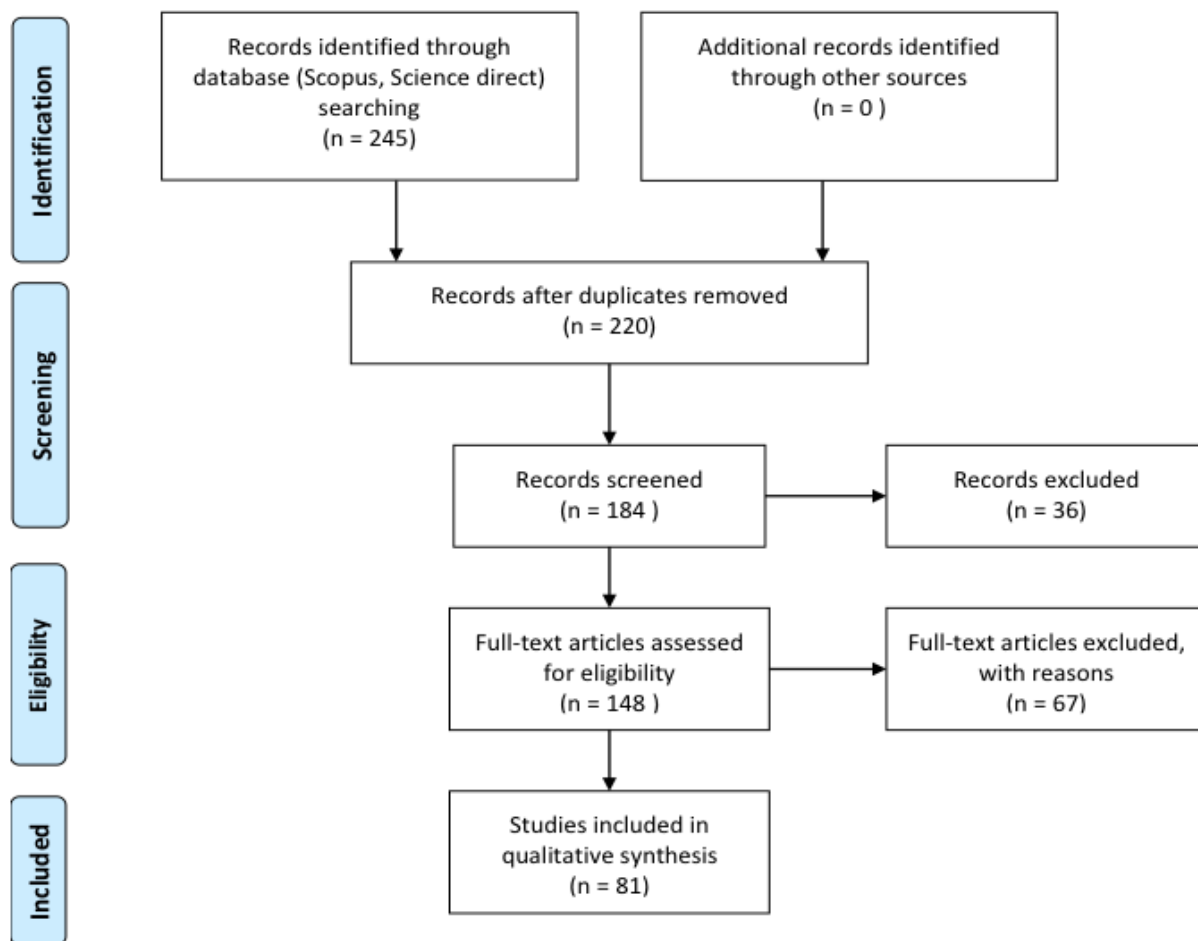 Identification
Records identified through
database (Scopus, Science direct)
searching
(n = 245)
Additional records identified
through other sources
(n = 0 )
Screening
Records after duplicates removed
(n = 220)
Records screened
(n = 184 )
Records excluded
(n = 36)
Eligibility
Full-text articles assessed
for eligibility
(n = 148 )
Full-text articles excluded,
with reasons
(n = 67)
Included
Studies included in
qualitative synthesis
(n = 81)